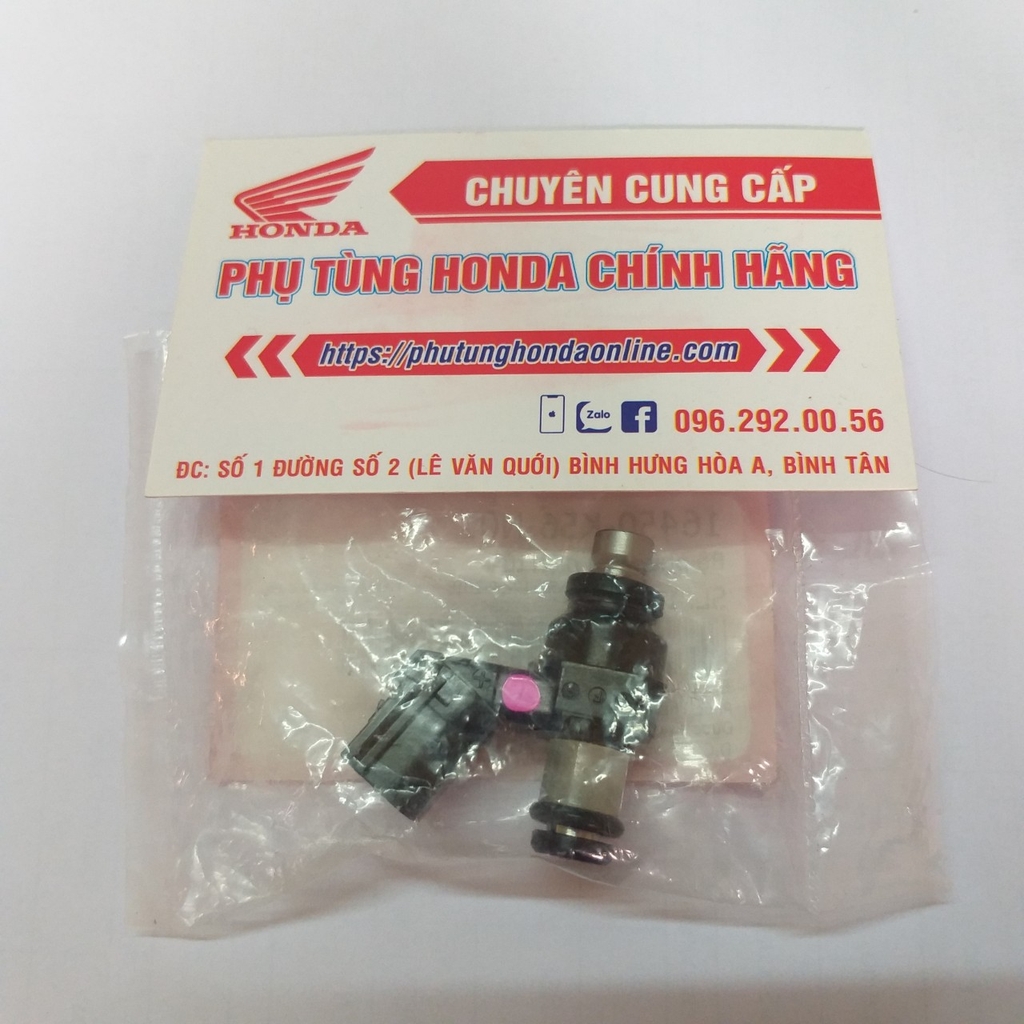 HONDA
CHUYÊN CUNG CẤP
PHỤ TÙNG HONDA CHÍNH HÃNG
https://phutunghondaonline.com
Zalo
096.292.00.56
ĐC: SỐ 1 ĐƯỜNG SỐ 2 (LÊ VĂN QUỚI) BÌNH HƯNG HÒA A, BÌNH TÂN